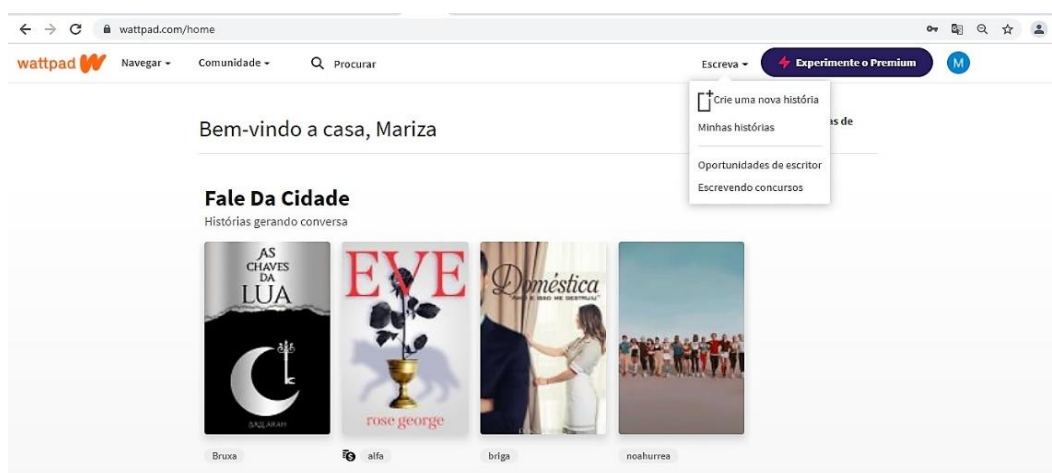 wattpad.com/home
wattpad Navegar Comunidade Procurar Escreva Experimente o Premium M
Crie uma nova história
Minhas histórias
as de
Oportunidades de escritor
Escrevendo concursos
Bem-vindo a casa, Mariza
Fale Da Cidade
Histórias gerando conversa
AS
CHAVES
DA
LUA
EVE
rose george
Doméstica
Bruxa alfa briga noahurrea